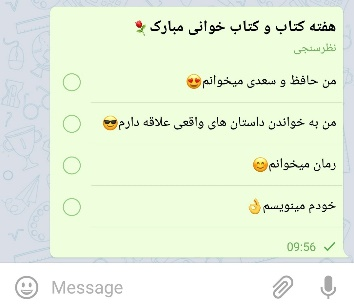 هفته کتاب و کتاب خوانی مبارک🌹
نظرسنجی
من حافظ و سعدی میخوانم😍
من به خواندن داستان های واقعی علاقه دارم😎
رمان میخوانم😊
خودم مینویسم👌
09:56
Message